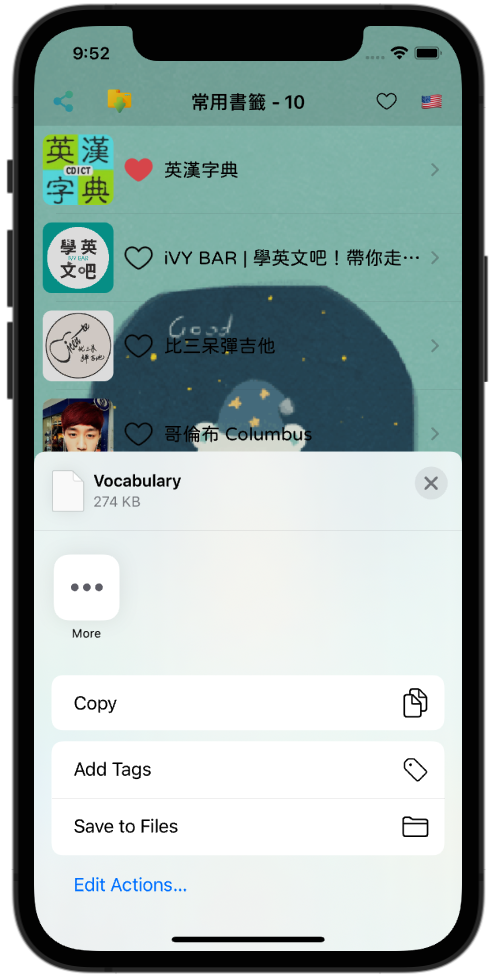 9:52
常用書籤 - 10
英漢
CDICT
字典
英漢字典
學英
IVY BAR
文吧
iVY BAR | 學英文吧！帶你走⋯
Good
比三呆彈吉他
哥倫布 Columbus
Vocabulary
274 KB
More
Copy
Add Tags
Save to Files
Edit Actions...